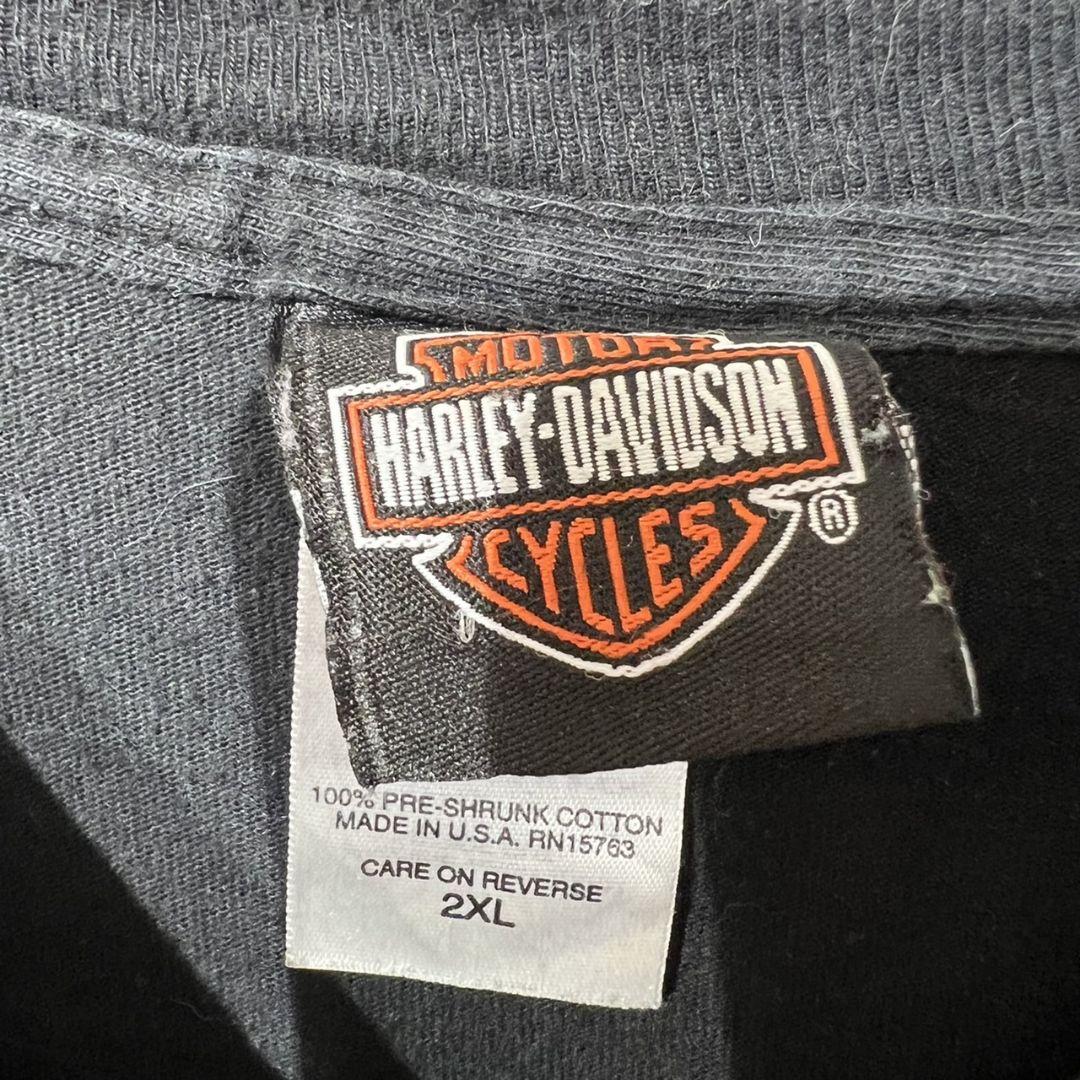 MOTOR
HARLEY-DAVIDSON
CYCLES
®
100% PRE-SHRUNK COTTON
MADE IN U.S.A. RN15763
CARE ON REVERSE
2XL